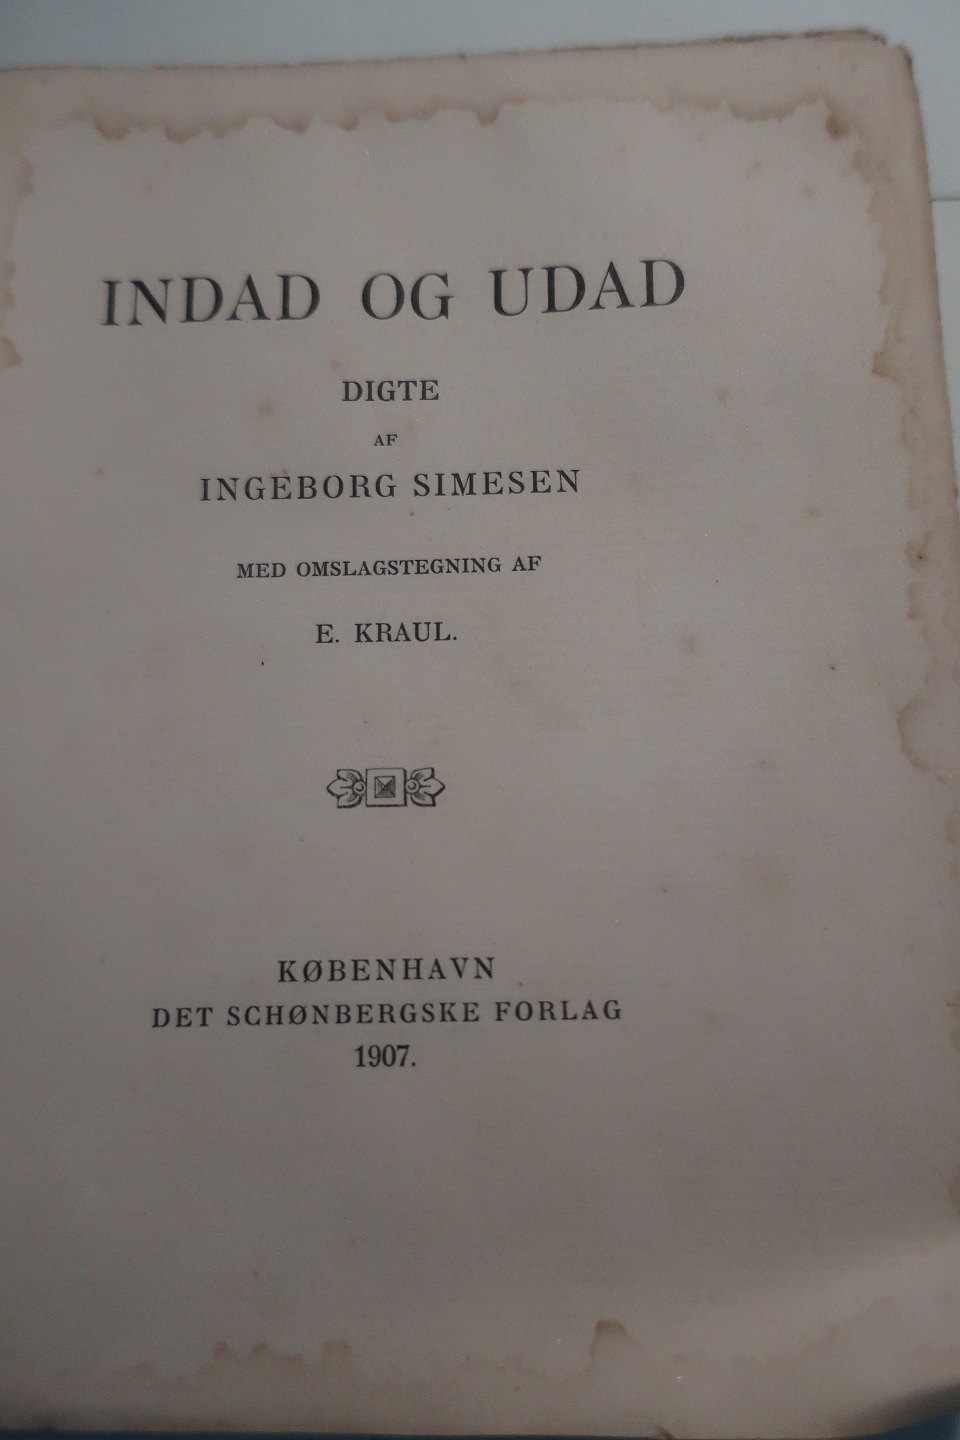 INDAD OG UDAD
DIGTE
AF
INGEBORG SIMESEN
MED OMSLAGSTEGNING AF
E. KRAUL.
KØBENHAVN
DET SCHØNBERGSKE FORLAG
1907.